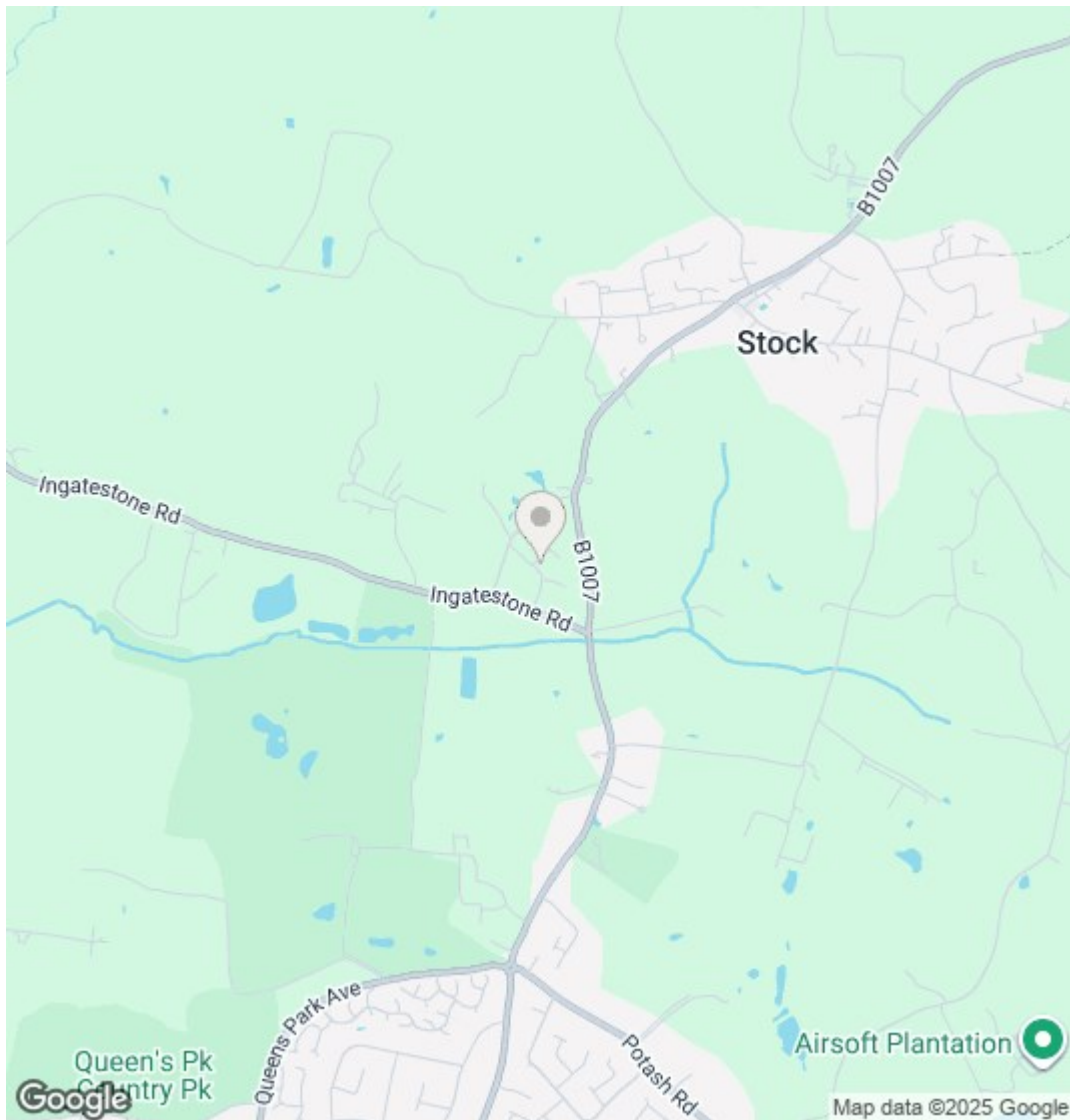 B1007
Stock
Ingatestone Rd
B1007
Ingatestone Rd
Queens Park Ave
Potash Rd
Airsoft Plantation
Queen's Pk
Country Pk
Google
Map data ©2025 Google